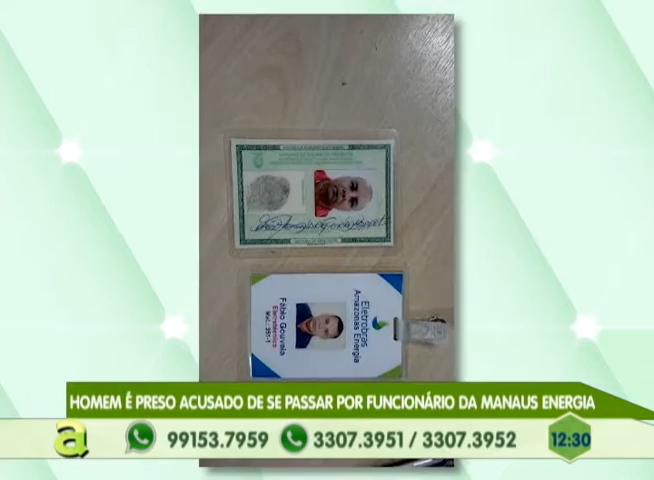 Eletrobras
Amazonas Energia
Fábio Gouvaia
Eletrotécnico
HOMEM É PRESO ACUSADO DE SE PASSAR POR FUNCIONÁRIO DA MANAUS ENERGIA
a
99153.7959
3307.3951 / 3307.3952
12:30